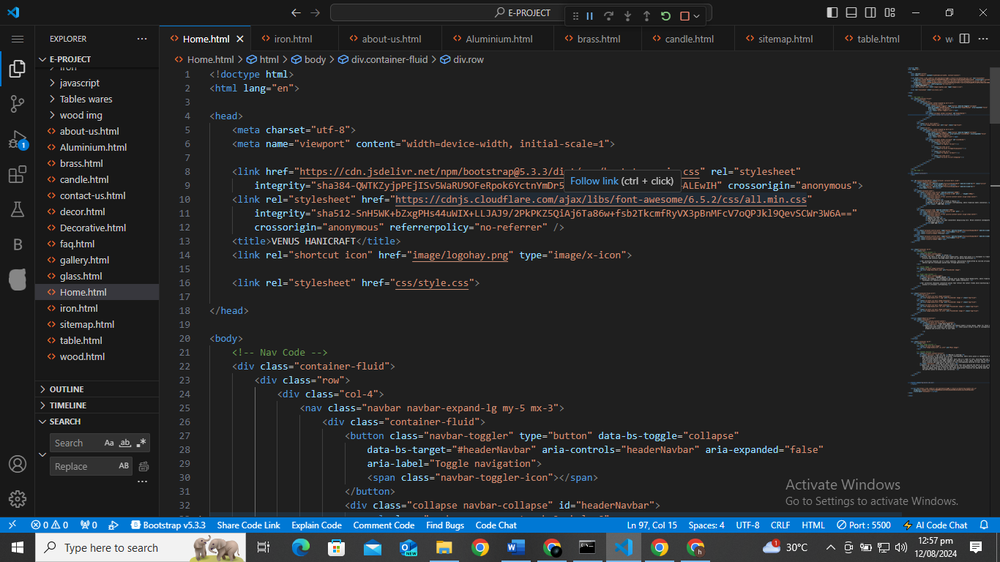 E-PROJECT
EXPLORER
E-PROJECT
iron
javascript
Tables wares
wood img
about-us.html
Aluminium.html
brass.html
candle.html
contact-us.html
decor.html
Decorative.html
faq.html
gallery.html
glass.html
Home.html
iron.html
sitemap.html
table.html
wood.html
OUTLINE
TIMELINE
SEARCH
Search Aa ab .*
Replace AB
1
B
Home.html iron.html about-us.html Aluminium.html brass.html candle.html sitemap.html table.html
Home.html > html > body > div.container-fluid > div.row
1 <!doctype html>
2 <html lang="en">
3
4 <head>
5 <meta charset="utf-8">
6 <meta name="viewport" content="width=device-width, initial-scale=1">
7
8 <link href="https://cdn.jsdelivr.net/npm/bootstrap@5.3.3/di css" rel="stylesheet"
9 integrity="sha384-QWTKZyjpPEjISv5WaRU9OFeRpok6YctnYmDr5 ALEwIH" crossorigin="anonymous">
Follow link (ctrl + click)
10 <link rel="stylesheet" href="https://cdnjs.cloudflare.com/ajax/libs/font-awesome/6.5.2/css/all.min.css"
11 integrity="sha512-SnH5WK+bZxgPHs44uWIX+LLJAJ9/2PkPKZ5QiAj6Ta86w+fsb2TkcmfRyVX3pBnMFcV7oQPJkl9QevSCWr3W6A=="
12 crossorigin="anonymous" referrerpolicy="no-referrer" />
13 <title>VENUS HANICRAFT</title>
14 <link rel="shortcut icon" href="image/logohay.png" type="image/x-icon">
15
16 <link rel="stylesheet" href="css/style.css">
17
18 </head>
19
20 <body>
21 <!-- Nav Code -->
22 <div class="container-fluid">
23 <div class="row">
24 <div class="col-4">
25 <nav class="navbar navbar-expand-lg my-5 mx-3">
26 <div class="container-fluid">
27 <button class="navbar-toggler" type="button" data-bs-toggle="collapse"
28 data-bs-target="#headerNavbar" aria-controls="headerNavbar" aria-expanded="false"
29 aria-label="Toggle navigation">
30 <span class="navbar-toggler-icon"></span>
31 </button>
32 <div class="collapse navbar-collapse" id="headerNavbar">
Activate Windows
Go to Settings to activate Windows.
0 0 0 Bootstrap v5.3.3 Share Code Link Explain Code Comment Code Find Bugs Code Chat Ln 97, Col 15 Spaces: 4 UTF-8 CRLF HTML Port : 5500 AI Code Chat
Type here to search
NEW
1 30°C
12:57 pm
12/08/2024